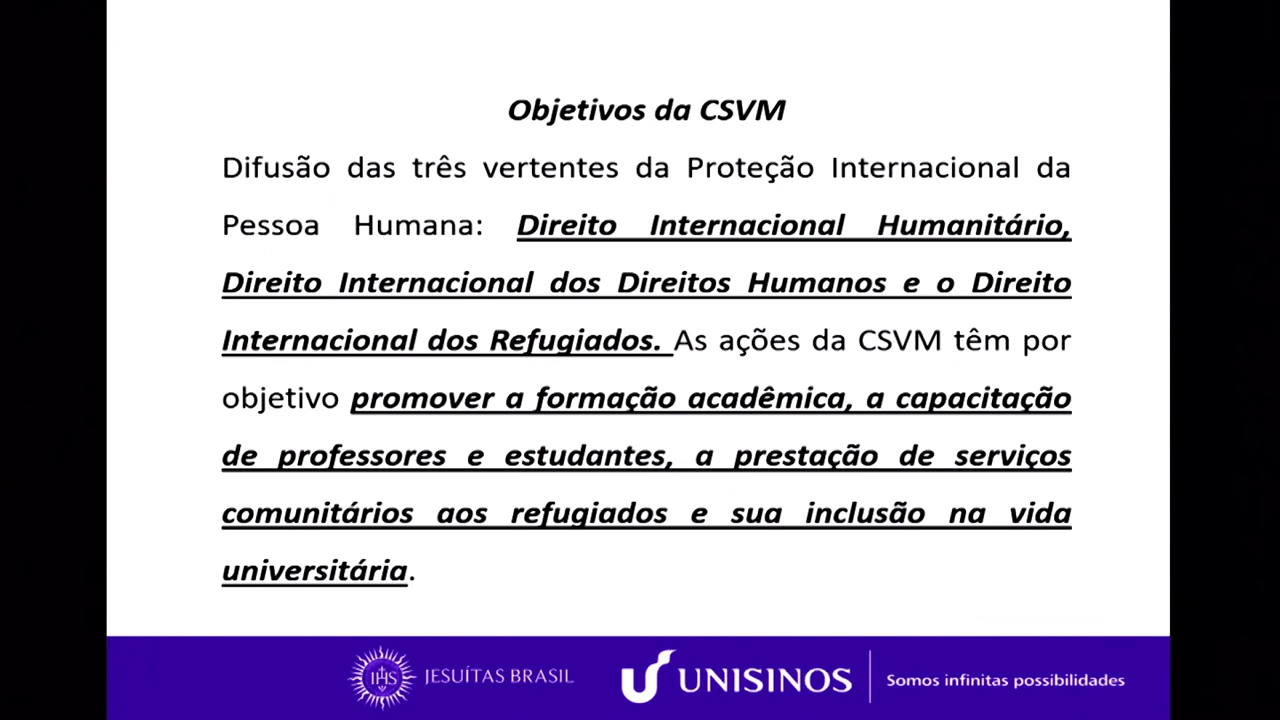 Objetivos da CSVM
Difusão das três vertentes da Proteção Internacional da
Pessoa Humana: Direito Internacional Humanitário,
Direito Internacional dos Direitos Humanos e o Direito
Internacional dos Refugiados. As ações da CSVM têm por
objetivo promover a formação acadêmica, a capacitação
de professores e estudantes, a prestação de serviços
comunitários aos refugiados e sua inclusão na vida
universitária.
IHS JESUÍTAS BRASIL UNISINOS Somos infinitas possibilidades